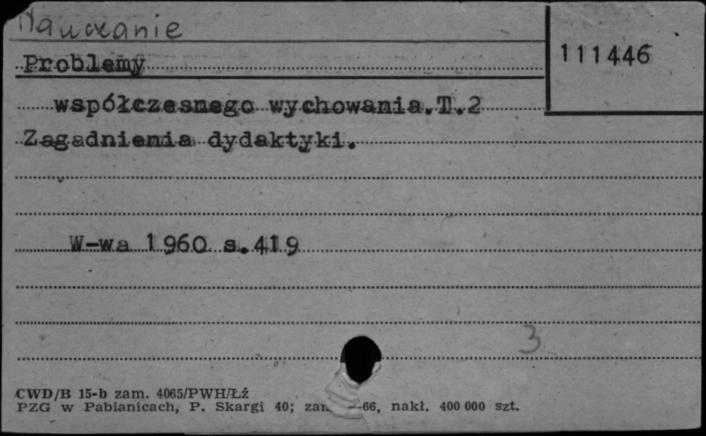 Nauczanie
111446
Problemy
współczesnego wychowania.T.2
Zagadnienia dydaktyki.
W-wa 1960 s.419
3
CWD/B 15-b zam. 4065/PWH/Łź
PZG w Pabianicach, P. Skargi 40; zam. -66, nakł. 400 000 szt.